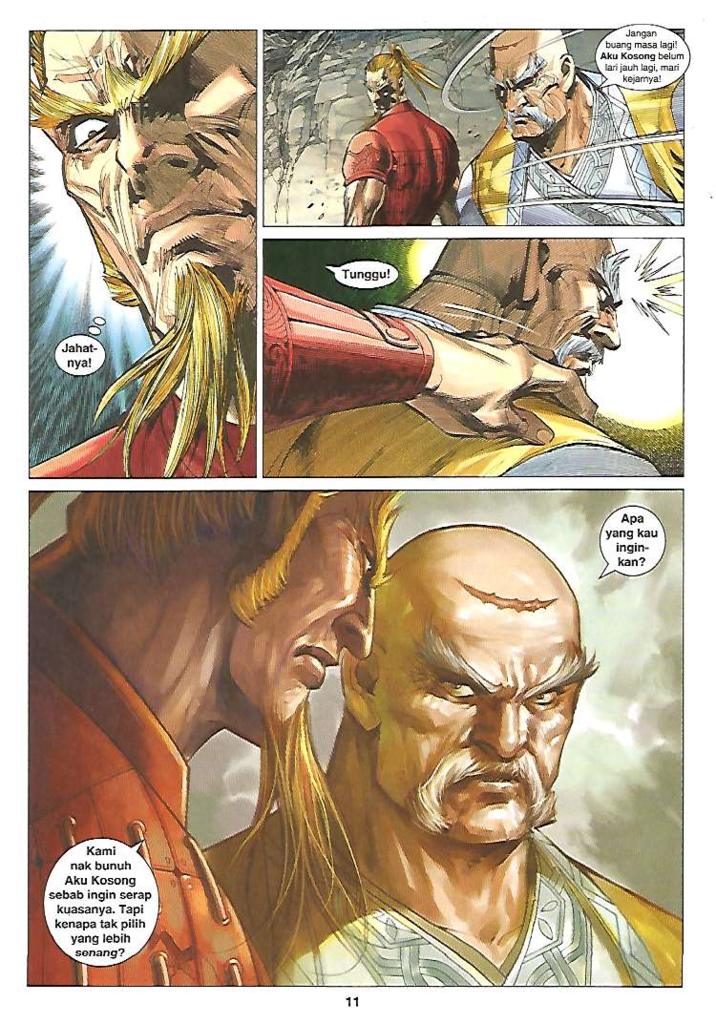 Jahat-
nya!
Jangan
buang masa lagi!
Aku Kosong belum
lari jauh lagi, mari
kejarnya!
Tunggu!
Apa
yang kau
ingin-
kan?
Kami
nak bunuh
Aku Kosong
sebab ingin serap
kuasanya. Tapi
kenapa tak pilih
yang lebih
senang?
11